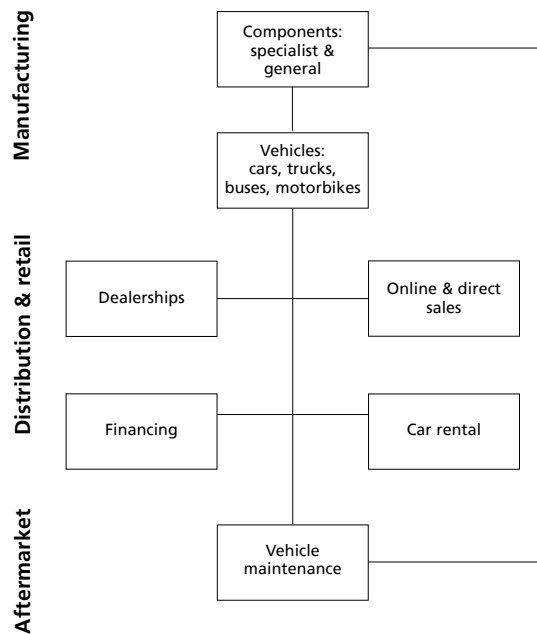 Manufacturing
Components:
specialist &
general
Vehicles:
cars, trucks,
buses, motorbikes
Distribution & retail
Dealerships
Online & direct
sales
Financing
Car rental
Aftermarket
Vehicle
maintenance